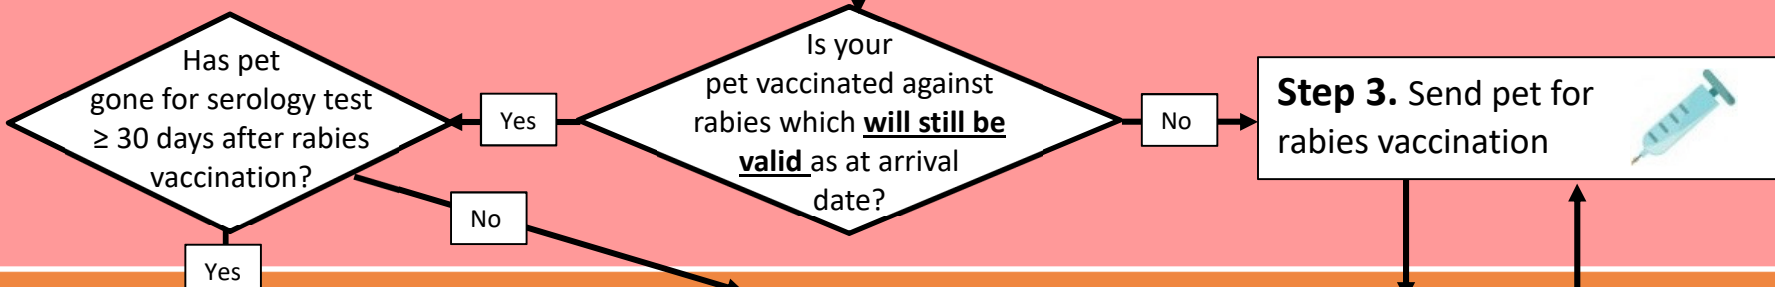 Has pet
gone for serology test
≥ 30 days after rabies
vaccination?
Yes
Is your
pet vaccinated against
rabies which will still be
valid as at arrival
date?
No
Step 3. Send pet for
rabies vaccination
No
Yes